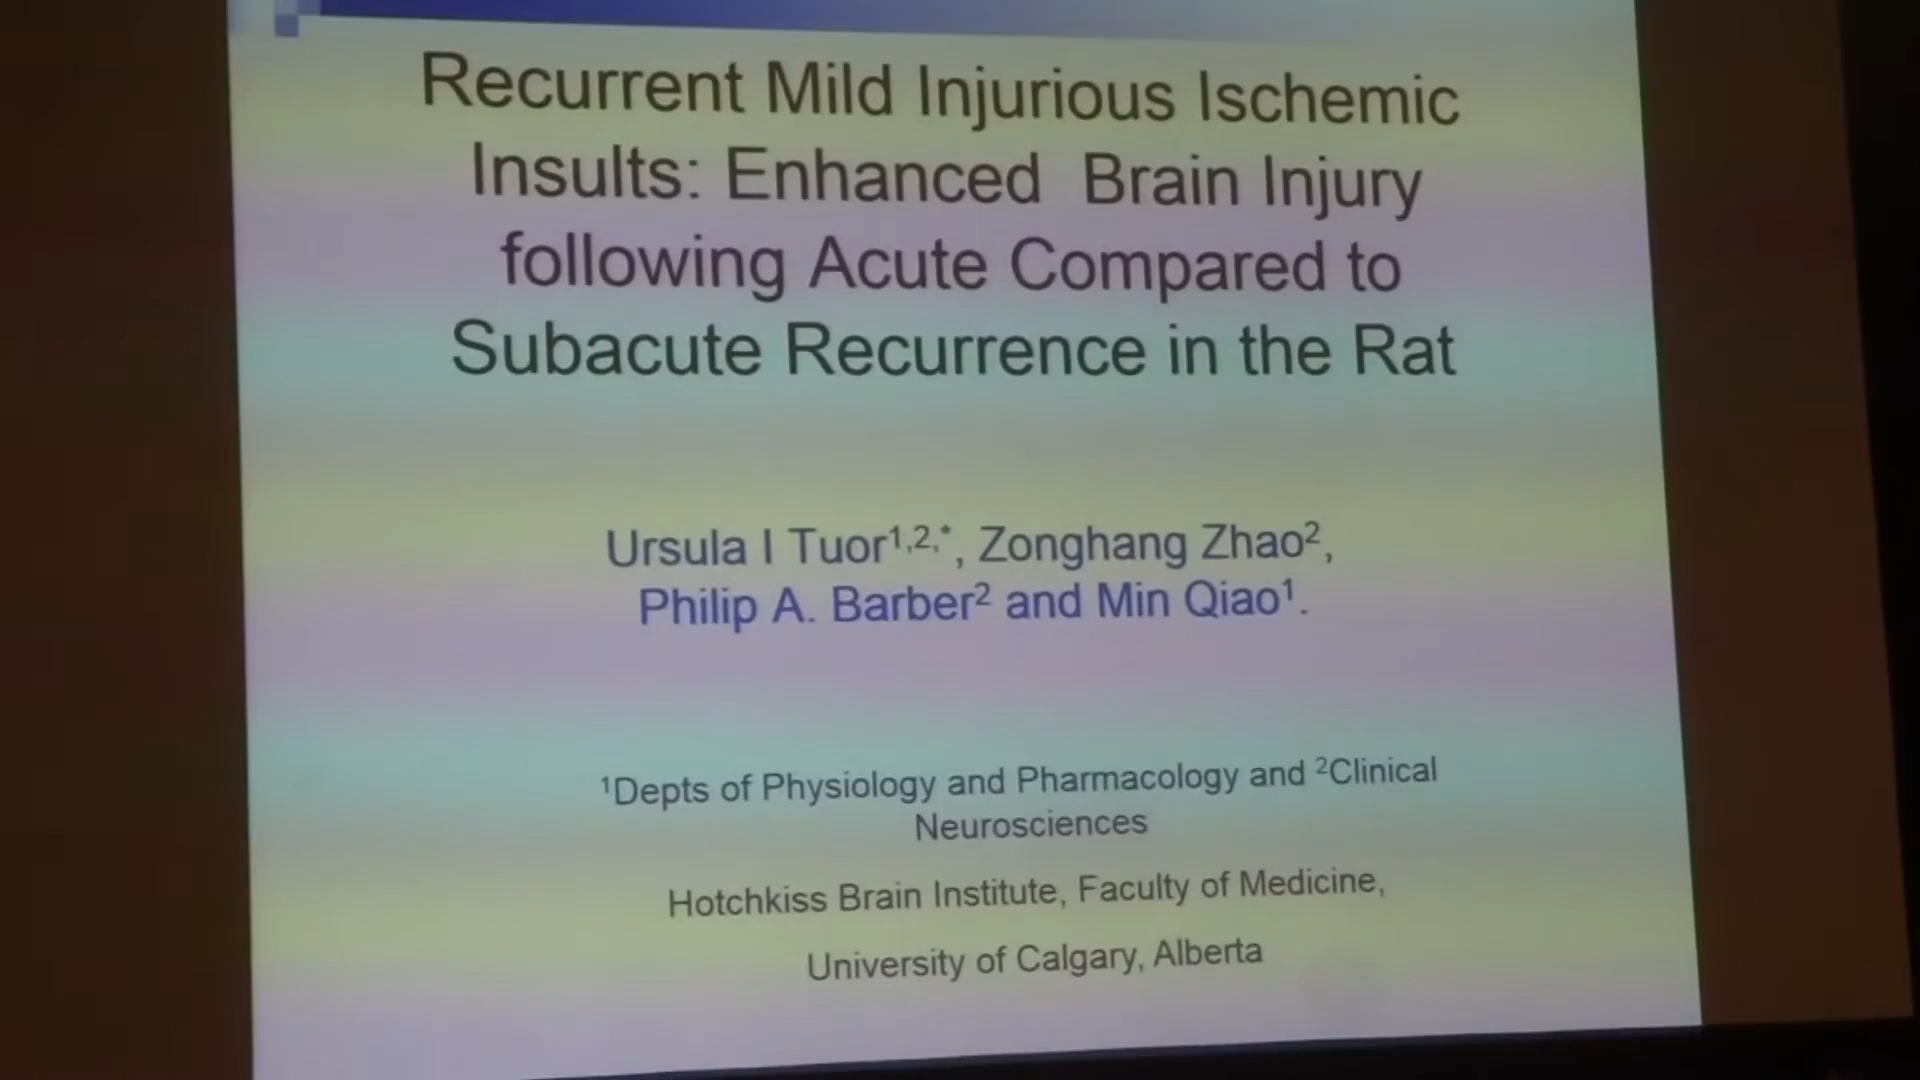 Recurrent Mild Injurious Ischemic
Insults: Enhanced Brain Injury
following Acute Compared to
Subacute Recurrence in the Rat
Ursula I Tuor¹,²,*, Zonghang Zhao²,
Philip A. Barber² and Min Qiao¹.
¹Depts of Physiology and Pharmacology and ²Clinical
Neurosciences
Hotchkiss Brain Institute, Faculty of Medicine,
University of Calgary, Alberta